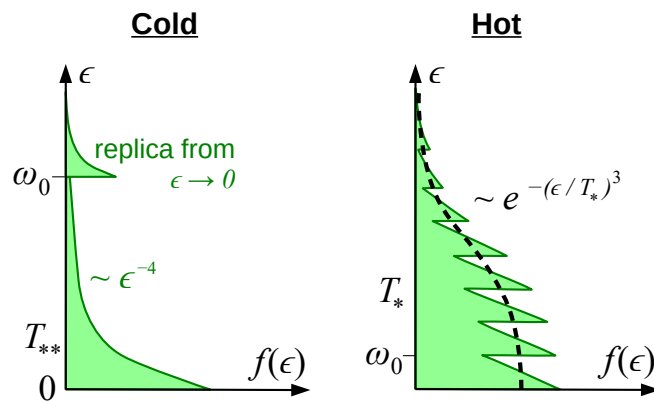 Cold
ϵ
replica from
ϵ → 0
ω₀
~ ϵ⁻⁴
T**
0
f(ϵ)
Hot
ϵ
~ e^−(ϵ/T*)³
T*
ω₀
f(ϵ)